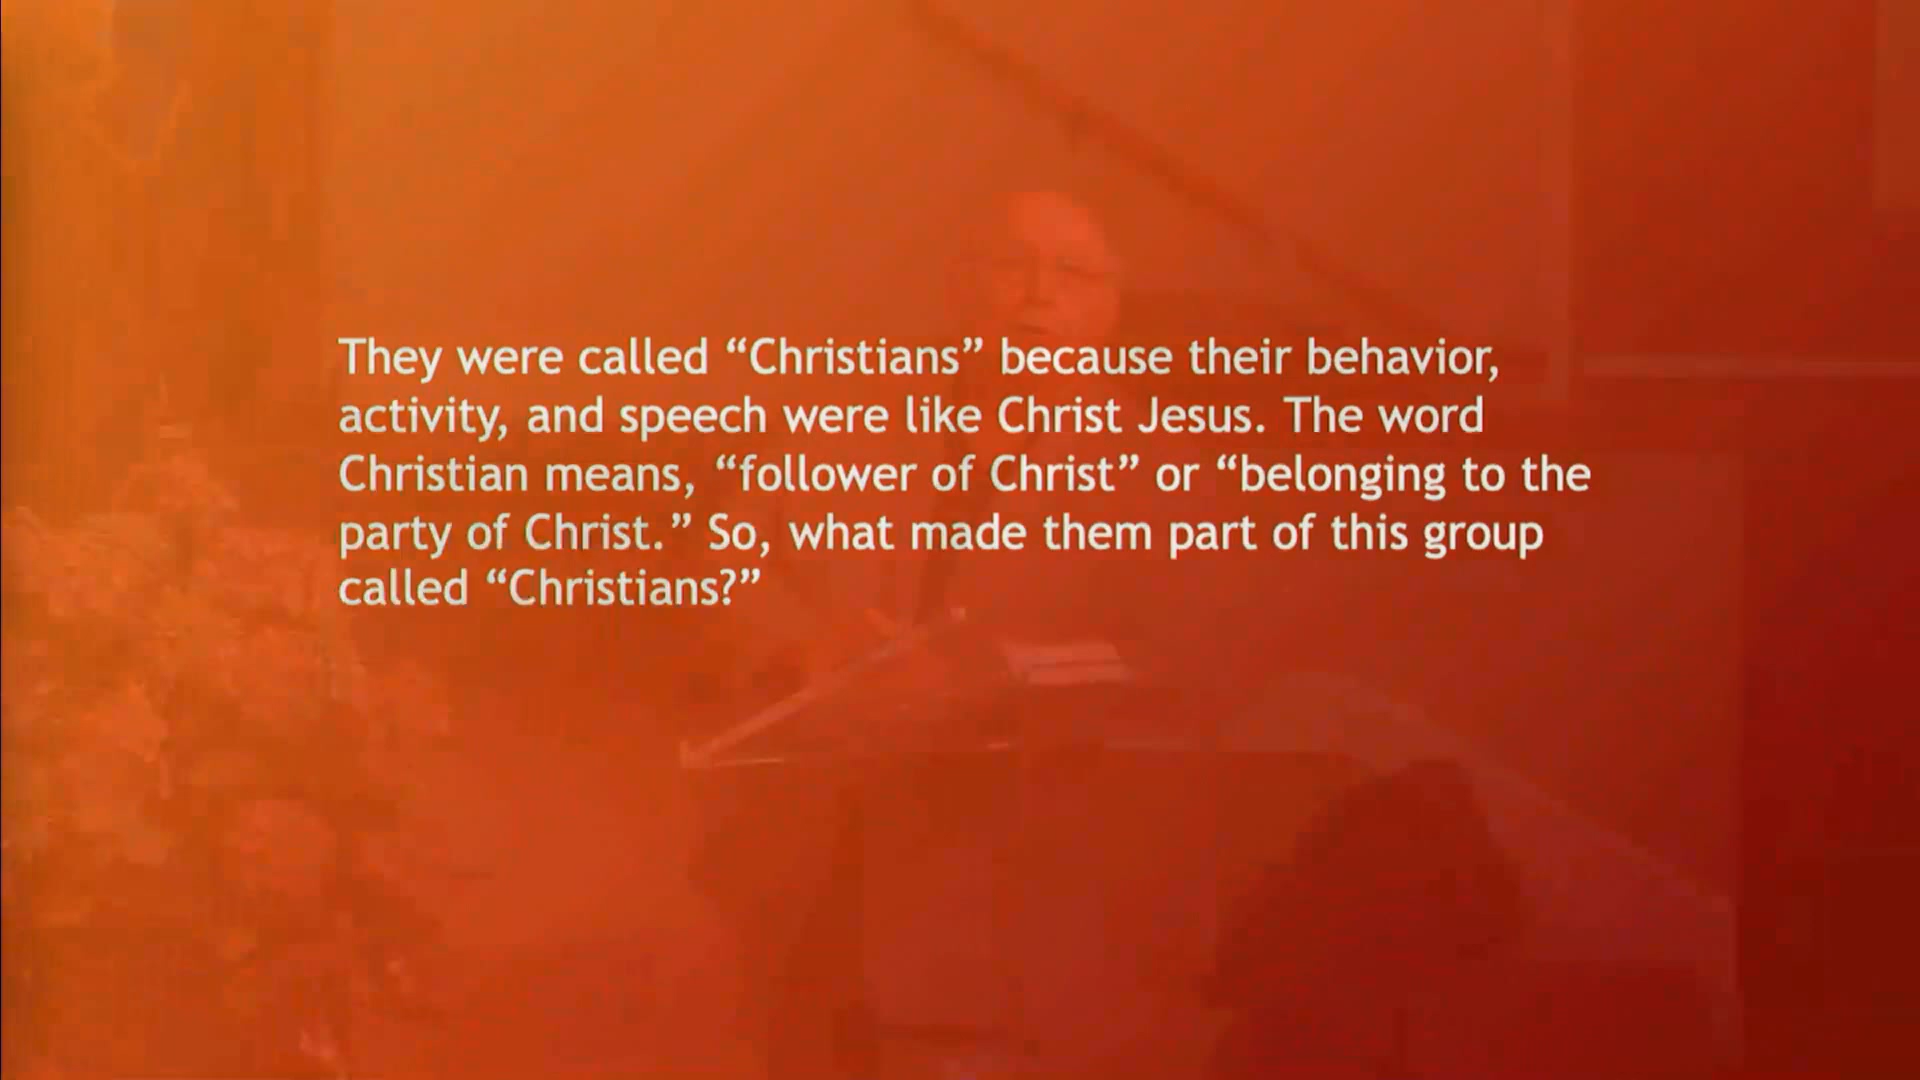 They were called “Christians” because their behavior,
activity, and speech were like Christ Jesus. The word
Christian means, “follower of Christ” or “belonging to the
party of Christ.” So, what made them part of this group
called “Christians?”